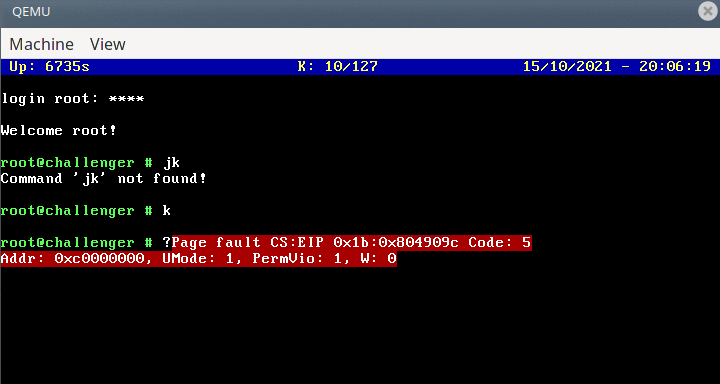 QEMU
Machine View
Up: 6735s K: 10/127 15/10/2021 - 20:06:19
login root: ****
Welcome root!
root@challenger # jk
Command 'jk' not found!
root@challenger # k
root@challenger # ?Page fault CS:EIP 0x1b:0x804909c Code: 5
Addr: 0xc0000000, UMode: 1, PermVio: 1, W: 0